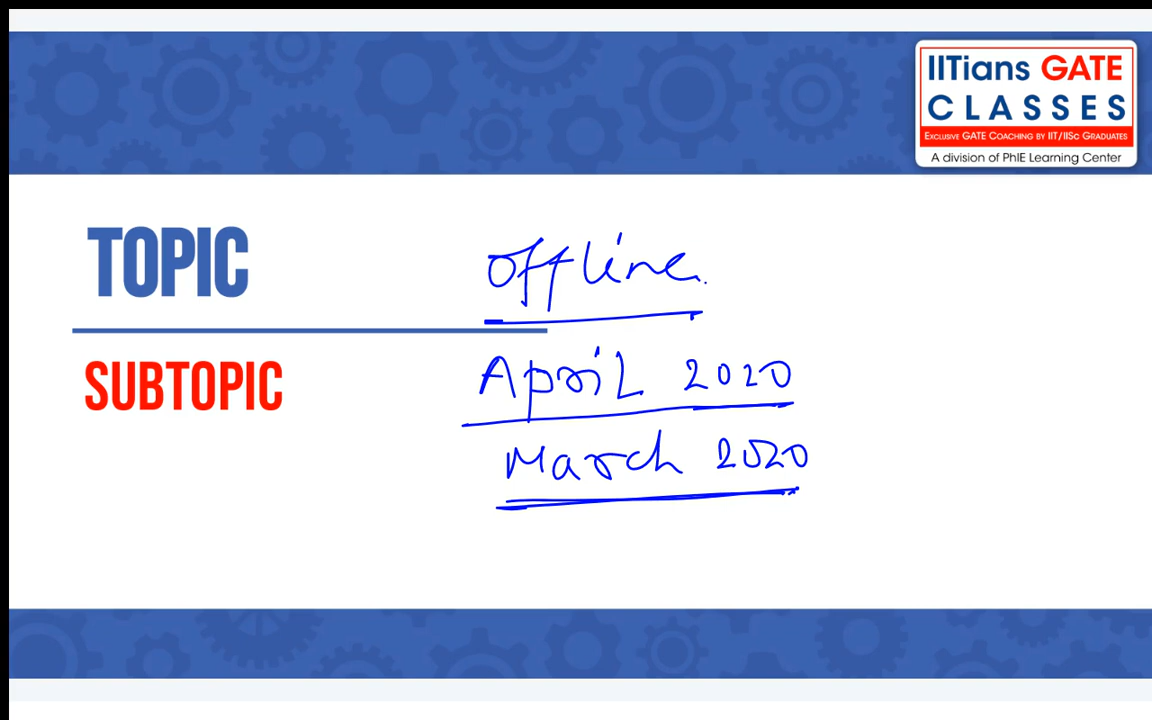 IITians GATE
CLASSES
EXCLUSIVE GATE COACHING BY IIT/IISC GRADUATES
A division of PhIE Learning Center
TOPIC
offline.
SUBTOPIC
April 2020
March 2020